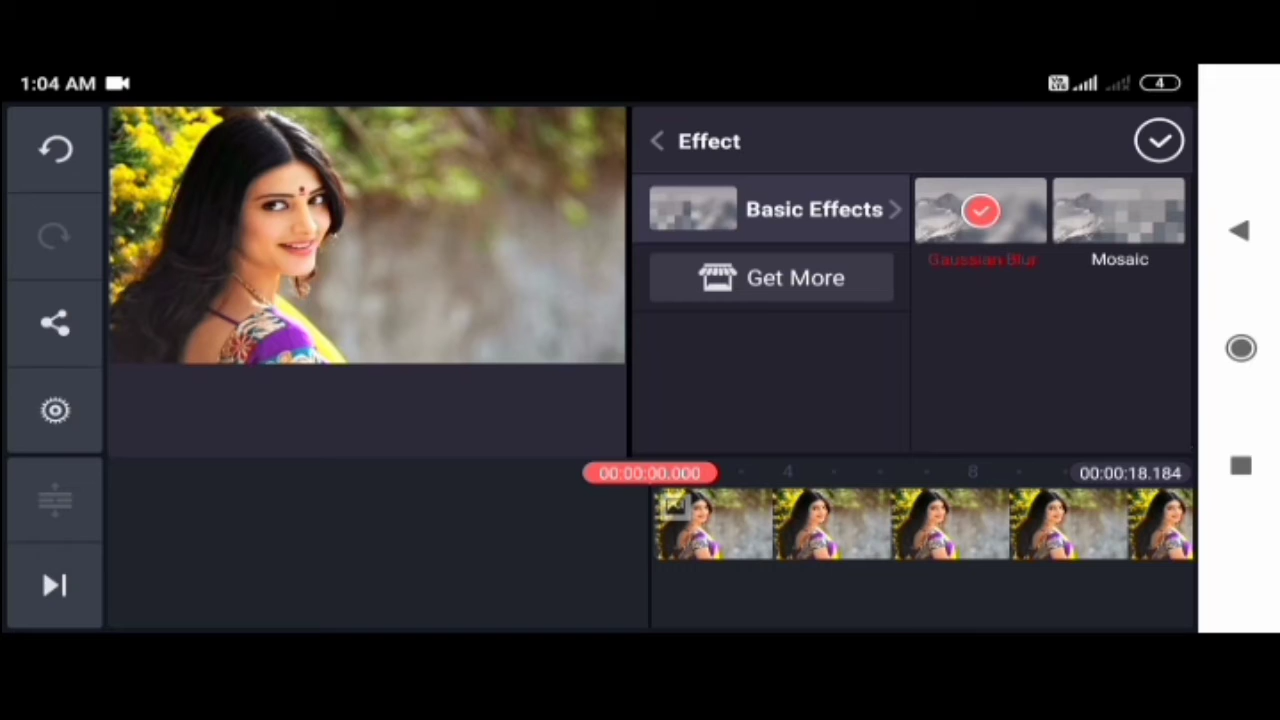 1:04 AM
4
Effect
Basic Effects
Get More
Gaussian Blur
Mosaic
00:00:00.000
4
8
00:00:18.184